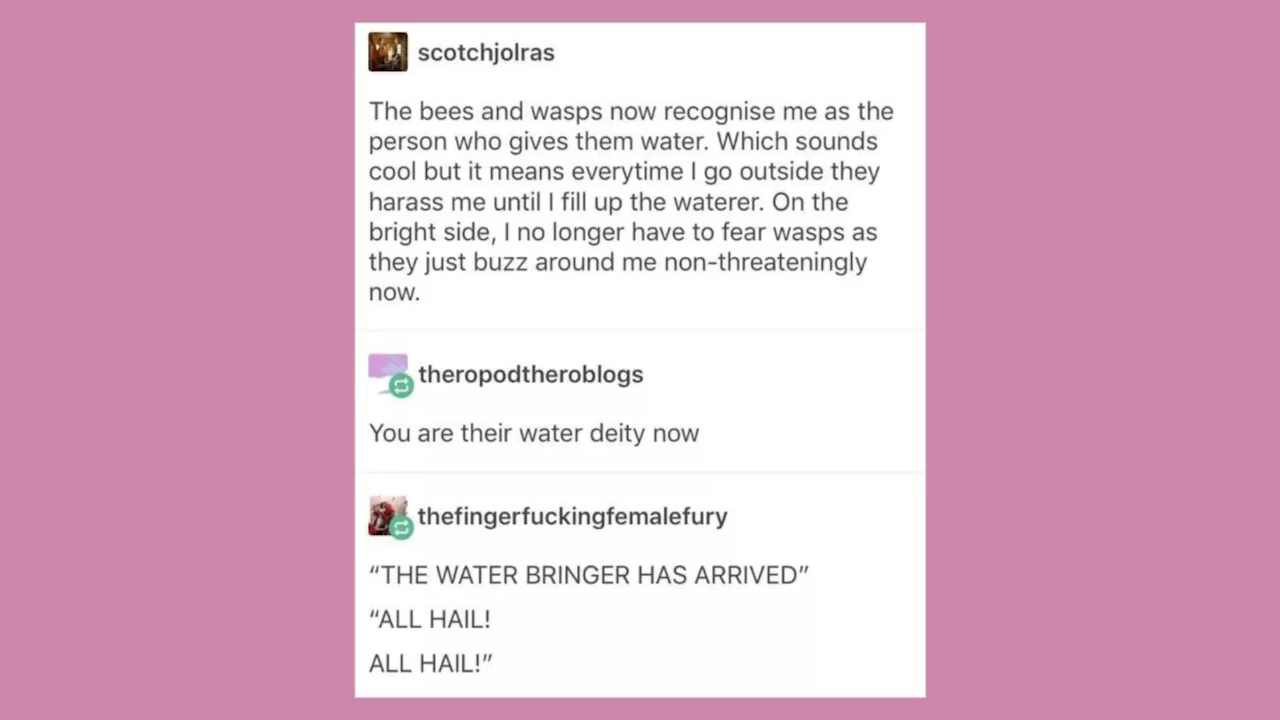 scotchjolras
The bees and wasps now recognise me as the
person who gives them water. Which sounds
cool but it means everytime I go outside they
harass me until I fill up the waterer. On the
bright side, I no longer have to fear wasps as
they just buzz around me non-threateningly
now.
theropodtheroblogs
You are their water deity now
thefingerfuckingfemalefury
“THE WATER BRINGER HAS ARRIVED”
“ALL HAIL!
ALL HAIL!”